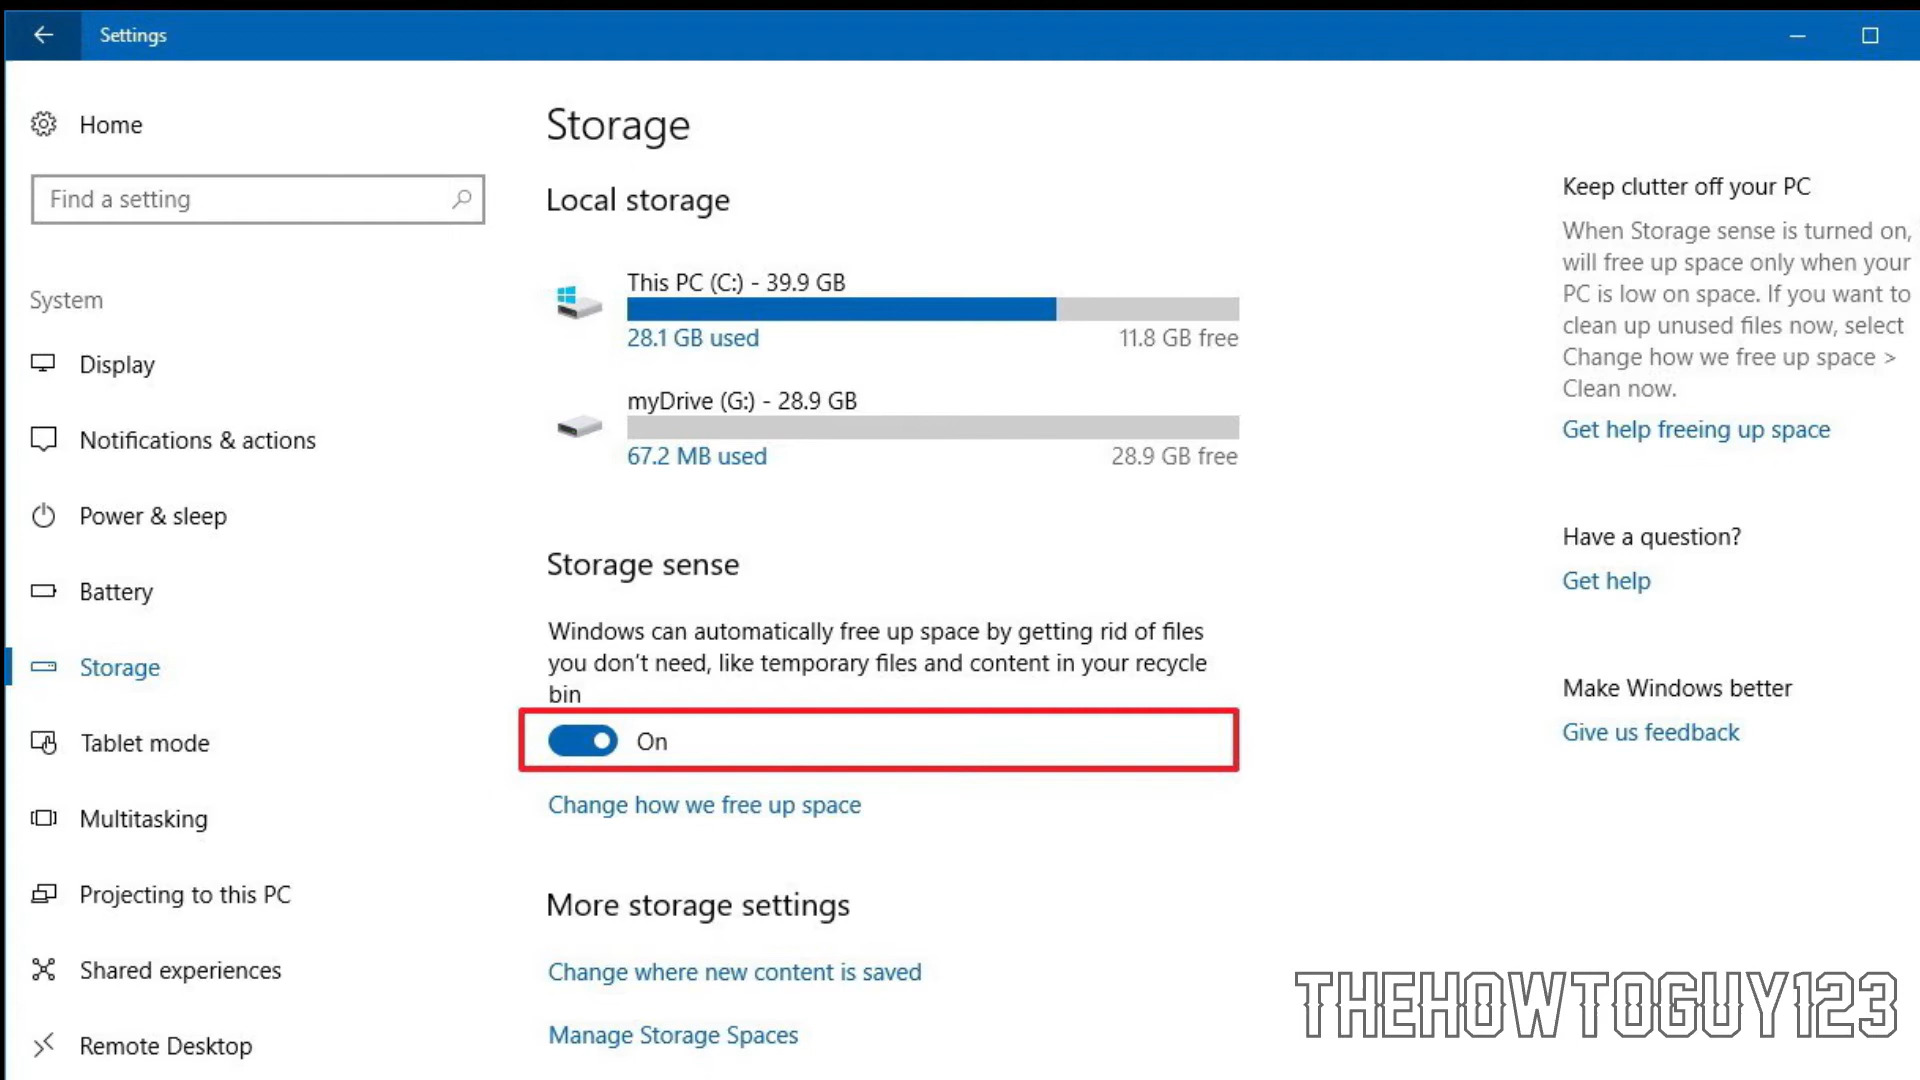 Settings
Home
Find a setting
System
Display
Notifications & actions
Power & sleep
Battery
Storage
Tablet mode
Multitasking
Projecting to this PC
Shared experiences
Remote Desktop
Storage
Local storage
This PC (C:) - 39.9 GB
28.1 GB used
11.8 GB free
myDrive (G:) - 28.9 GB
67.2 MB used
28.9 GB free
Storage sense
Windows can automatically free up space by getting rid of files
you don't need, like temporary files and content in your recycle
bin
On
Change how we free up space
More storage settings
Change where new content is saved
Manage Storage Spaces
Keep clutter off your PC
When Storage sense is turned on,
will free up space only when your
PC is low on space. If you want to
clean up unused files now, select
Change how we free up space >
Clean now.
Get help freeing up space
Have a question?
Get help
Make Windows better
Give us feedback
THEHOWTOGUY123